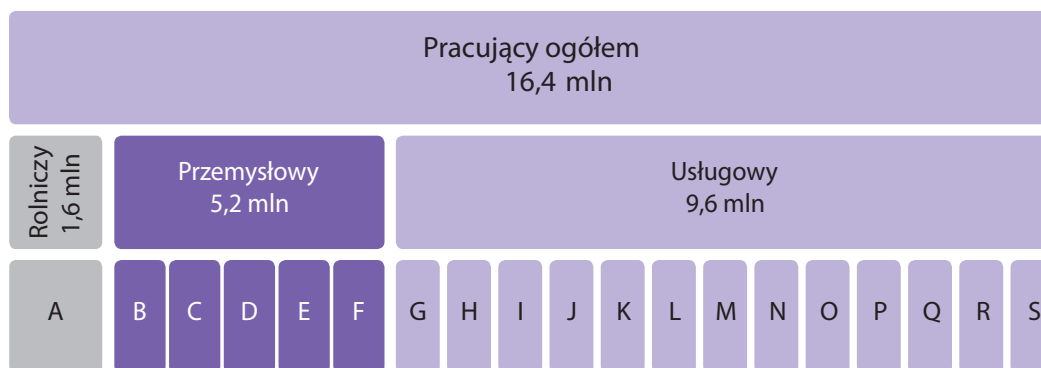 Pracujący ogółem
16,4 mln
Rolniczy
1,6 mln
Przemysłowy
5,2 mln
Usługowy
9,6 mln
A B C D E F G H I J K L M N O P Q R S